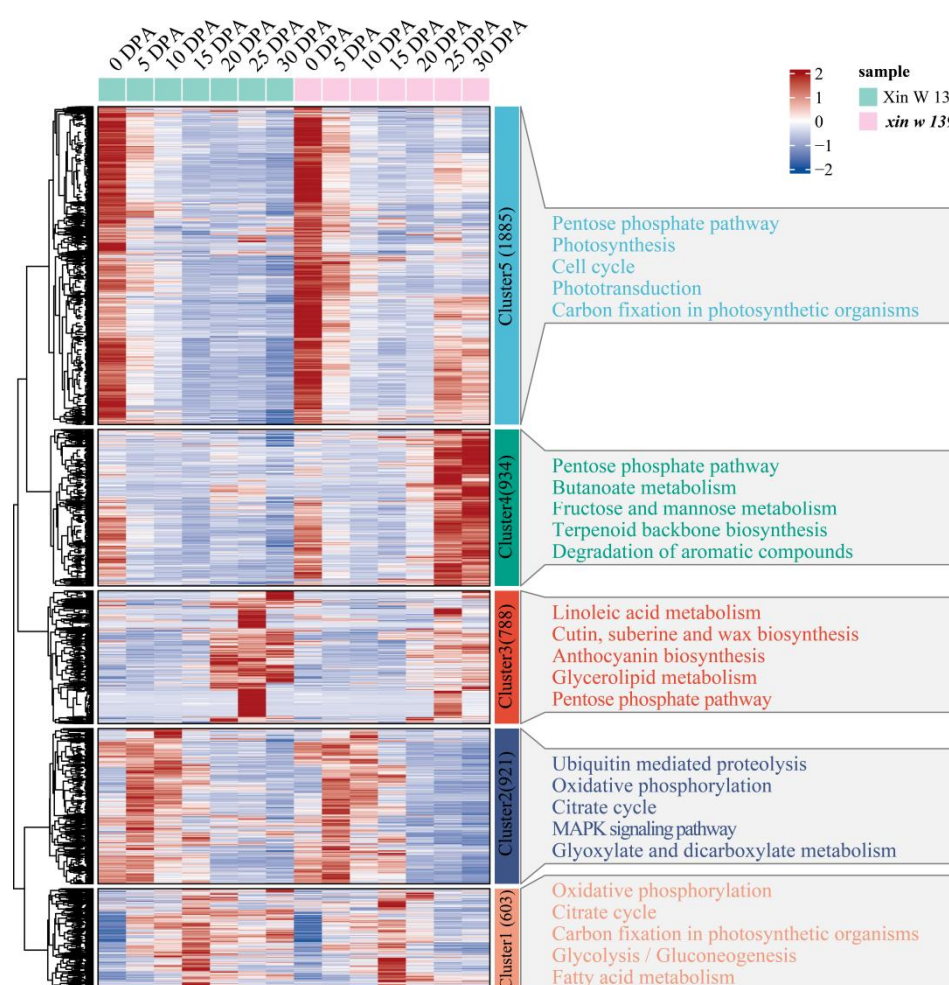 0 DPA
5 DPA
10 DPA
15 DPA
20 DPA
25 DPA
30 DPA
0 DPA
5 DPA
10 DPA
15 DPA
20 DPA
25 DPA
30 DPA
2
1
0
−1
−2
sample
Xin W 13
xin w 139
Cluster5 (1885)
Pentose phosphate pathway
Photosynthesis
Cell cycle
Phototransduction
Carbon fixation in photosynthetic organisms
Cluster4(934)
Pentose phosphate pathway
Butanoate metabolism
Fructose and mannose metabolism
Terpenoid backbone biosynthesis
Degradation of aromatic compounds
Cluster3(788)
Linoleic acid metabolism
Cutin, suberine and wax biosynthesis
Anthocyanin biosynthesis
Glycerolipid metabolism
Pentose phosphate pathway
Cluster2(921)
Ubiquitin mediated proteolysis
Oxidative phosphorylation
Citrate cycle
MAPK signaling pathway
Glyoxylate and dicarboxylate metabolism
Cluster1 (603)
Oxidative phosphorylation
Citrate cycle
Carbon fixation in photosynthetic organisms
Glycolysis / Gluconeogenesis
Fatty acid metabolism